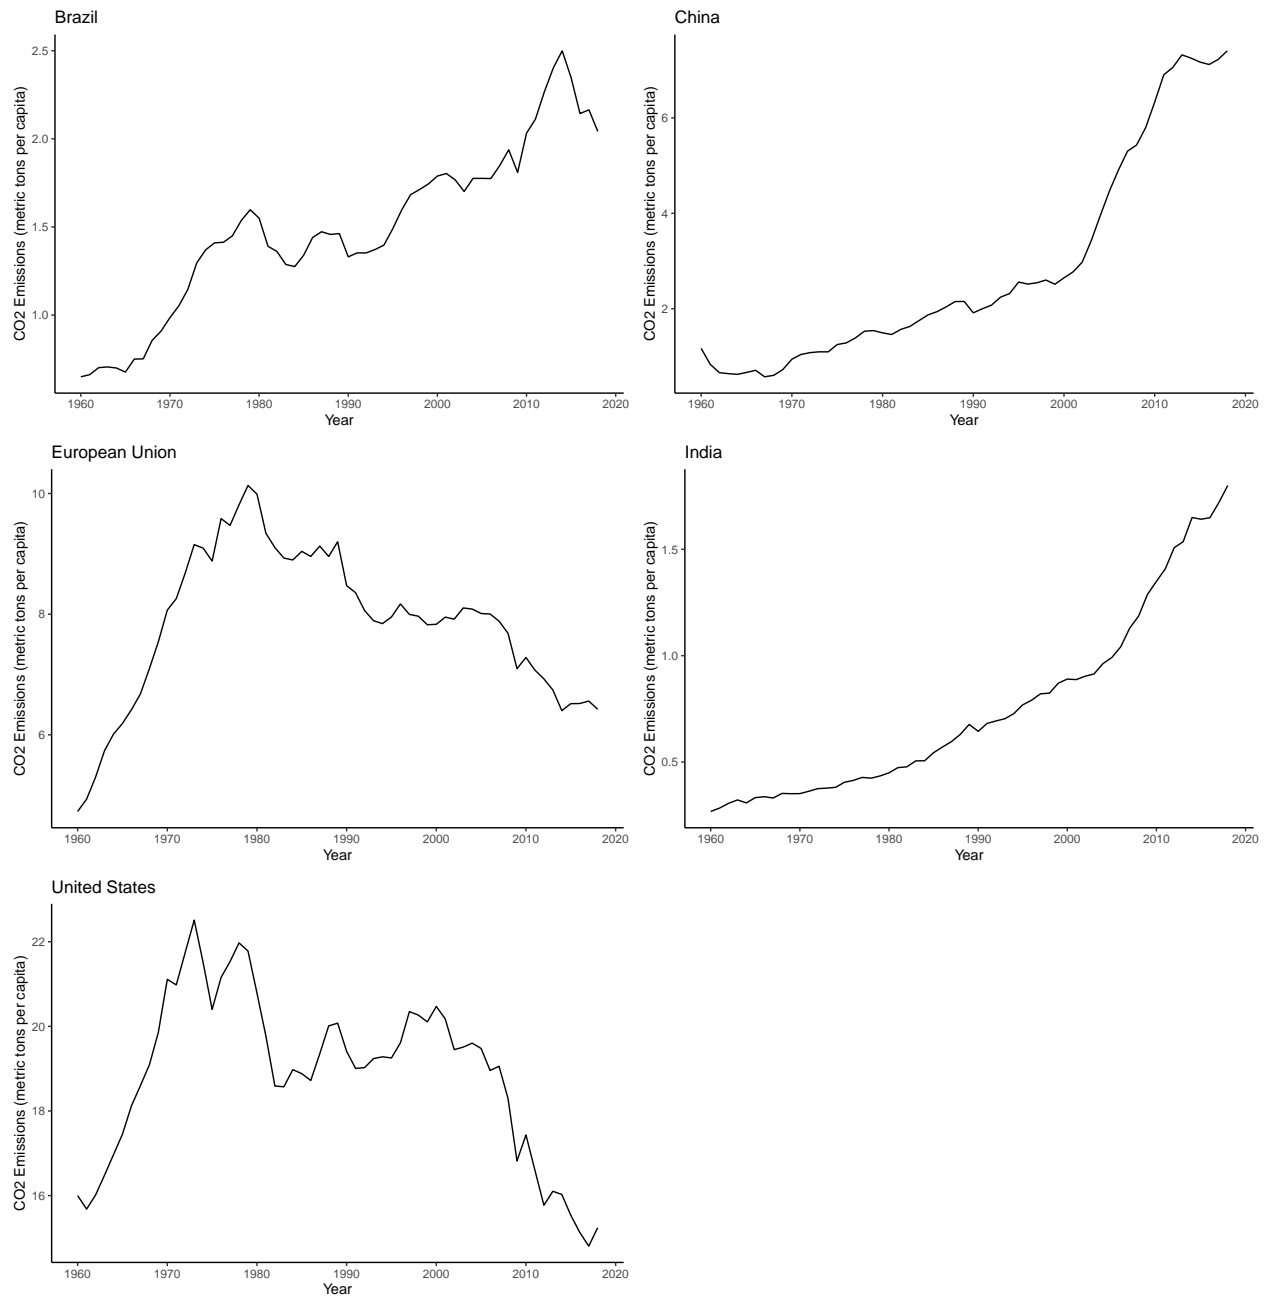 Brazil
CO2 Emissions (metric tons per capita)
2.5
2.0
1.5
1.0
1960 1970 1980 1990 2000 2010 2020
Year
China
CO2 Emissions (metric tons per capita)
6
4
2
1960 1970 1980 1990 2000 2010 2020
Year
European Union
CO2 Emissions (metric tons per capita)
10
8
6
1960 1970 1980 1990 2000 2010 2020
Year
India
CO2 Emissions (metric tons per capita)
1.5
1.0
0.5
1960 1970 1980 1990 2000 2010 2020
Year
United States
CO2 Emissions (metric tons per capita)
22
20
18
16
1960 1970 1980 1990 2000 2010 2020
Year